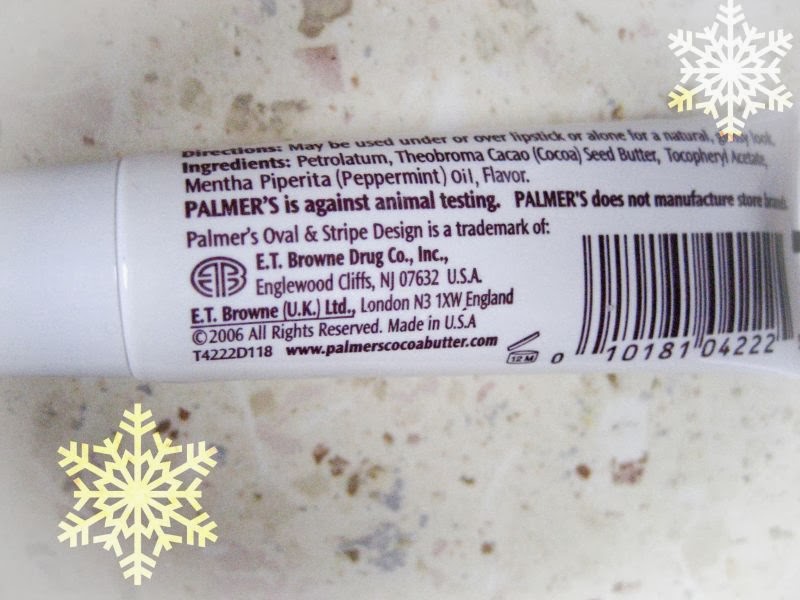 Directions: May be used under or over lipstick or alone for a natural, glossy look.
Ingredients: Petrolatum, Theobroma Cacao (Cocoa) Seed Butter, Tocopheryl Acetate,
Mentha Piperita (Peppermint) Oil, Flavor.
PALMER'S is against animal testing. PALMER'S does not manufacture store brands.
Palmer's Oval & Stripe Design is a trademark of:
ETB E.T. Browne Drug Co., Inc.,
Englewood Cliffs, NJ 07632 U.S.A.
E.T. Browne (U.K.) Ltd., London N3 1XW England
©2006 All Rights Reserved. Made in U.S.A
T4222D118 www.palmerscocoabutter.com
12 M
0 10181 04222